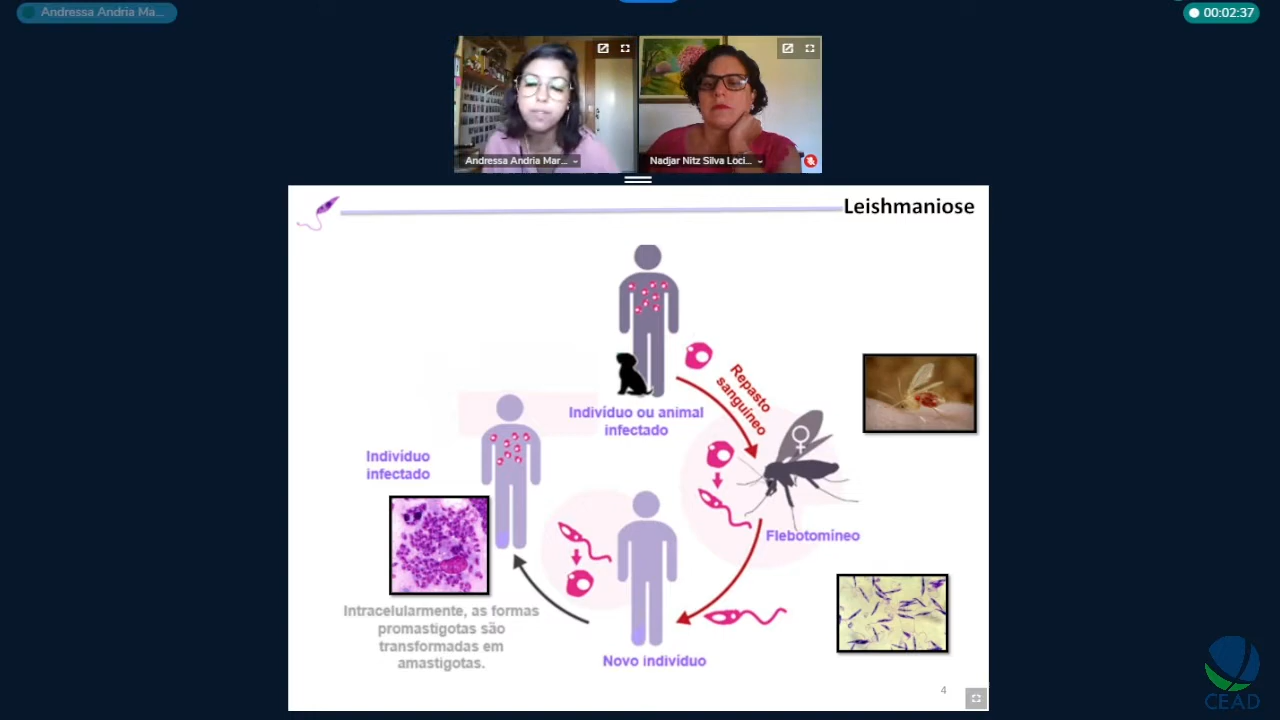 Andressa Andria Ma...
00:02:37
Andressa Andria Mar...
Nadjar Nitz Silva Loci...
Leishmaniose
Repasto
sanguíneo
Indivíduo ou animal
infectado
Indivíduo
infectado
Flebotomíneo
Intracelularmente, as formas
promastigotas são
transformadas em
amastigotas.
Novo indivíduo
4
CEAD